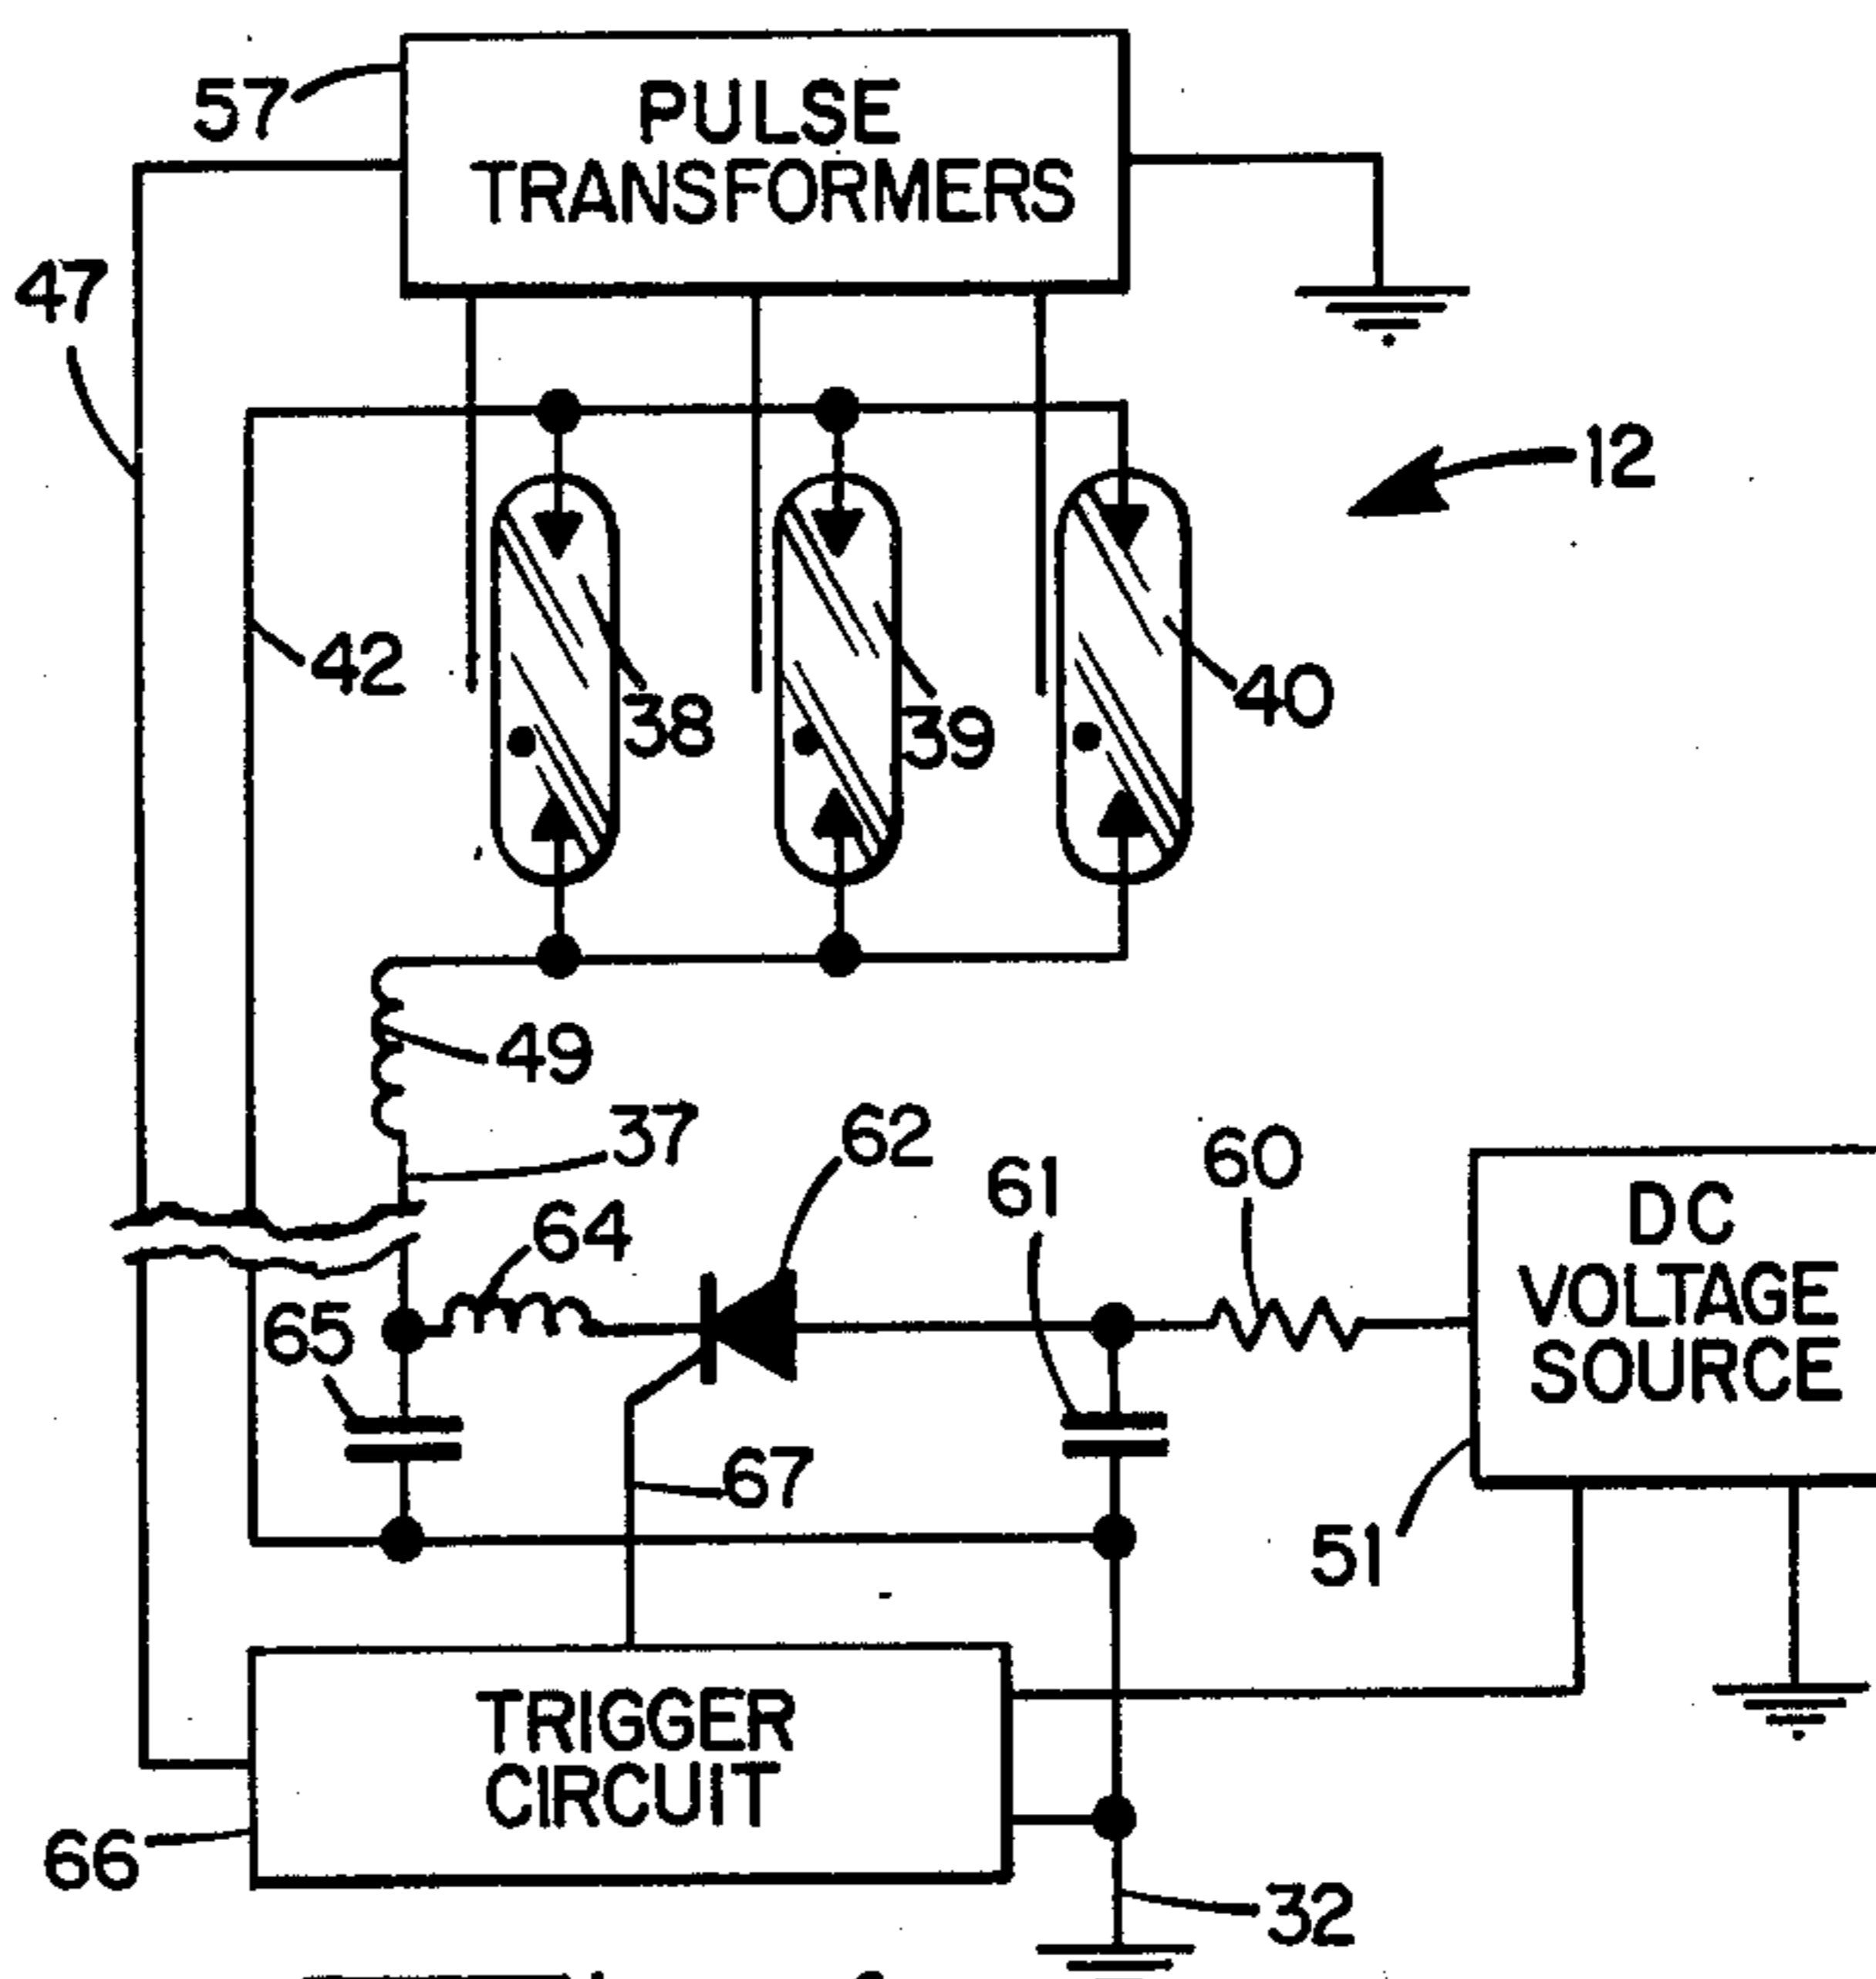 57
PULSE
TRANSFORMERS
47
12
42
38
39
40
49
37
62
61
60
64
65
DC
VOLTAGE
SOURCE
67
51
TRIGGER
CIRCUIT
66
32